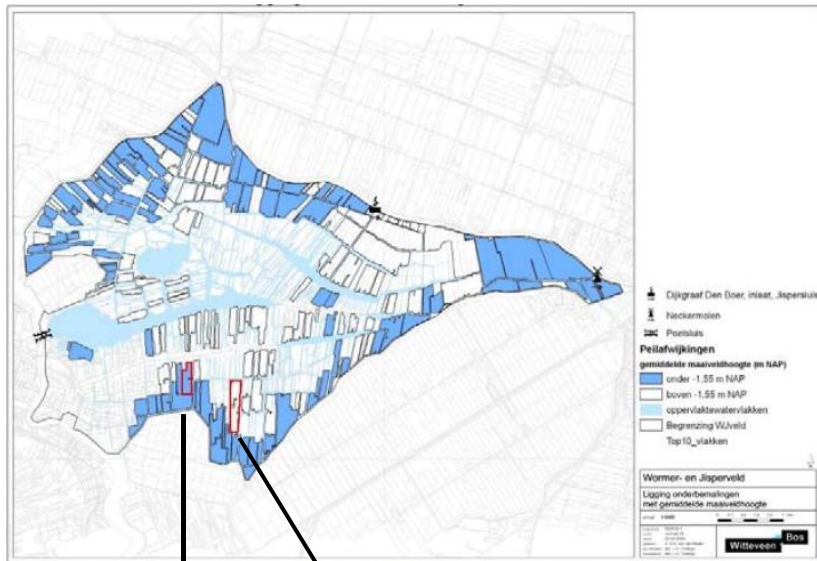 Dijkgraaf Den Boer, inlaat, Jispersluis
Neckermolen
Poelsluis
Peilafwijkingen
gemiddelde maaiveldhoogte (m NAP)
onder -1,55 m NAP
boven -1,55 m NAP
oppervlaktewatervlakken
Begrenzing WJveld
Top10_vlakken
Wormer- en Jisperveld
Ligging onderbemalingen
met gemiddelde maaiveldhoogte
Witteveen
Bos